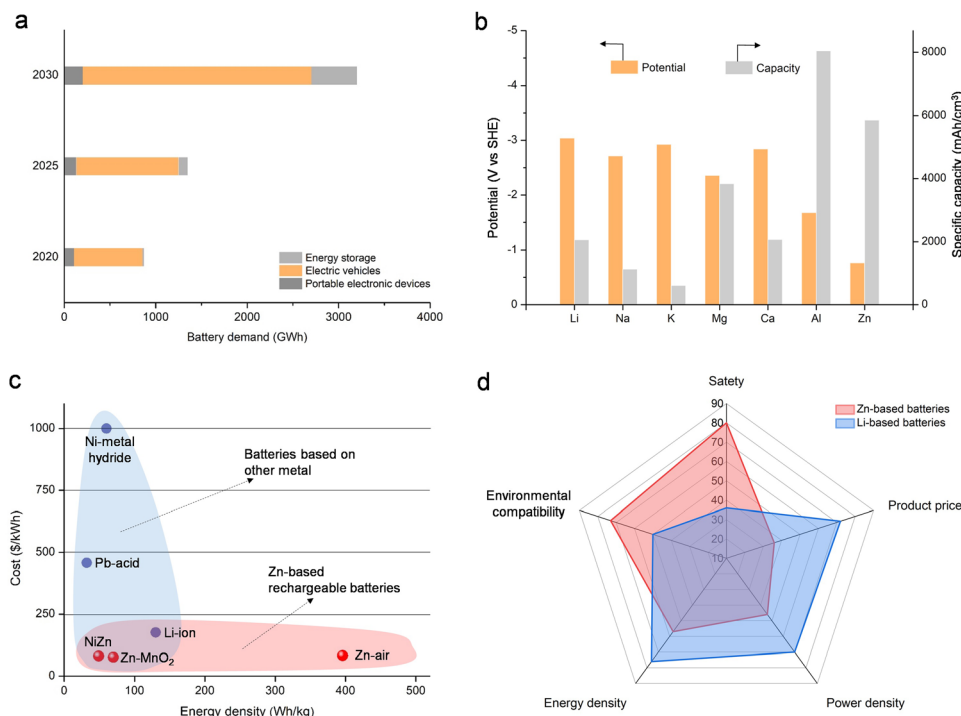 a
2030
2025
2020
Energy storage
Electric vehicles
Portable electronic devices
0
1000
2000
3000
4000
Battery demand (GWh)
b
-5
-4
-3
-2
-1
0
Potential (V vs SHE)
Potential
Capacity
8000
6000
4000
2000
0
Specific capacity (mAh/cm³)
Li
Na
K
Mg
Ca
Al
Zn
c
1000
750
500
250
0
Cost ($/kWh)
Ni-metal
hydride
Batteries based on
other metal
Pb-acid
Zn-based
rechargeable batteries
Li-ion
NiZn
Zn-MnO₂
Zn-air
0
100
200
300
400
500
Energy density (Wh/kg)
d
Satety
90
80
70
60
50
40
30
20
10
Zn-based batteries
Li-based batteries
Environmental
compatibility
Product price
Energy density
Power density